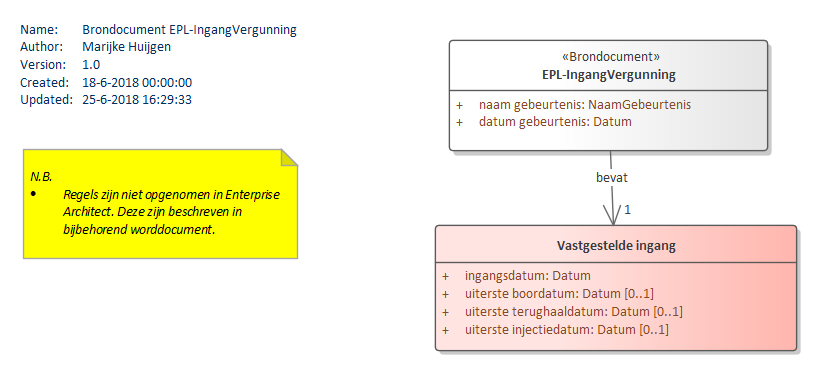 Name: Brondocument EPL-IngangVergunning
Author: Marijke Huijgen
Version: 1.0
Created: 18-6-2018 00:00:00
Updated: 25-6-2018 16:29:33
N.B.
• Regels zijn niet opgenomen in Enterprise
Architect. Deze zijn beschreven in
bijbehorend worddocument.
«Brondocument»
EPL-IngangVergunning
+ naam gebeurtenis: NaamGebeurtenis
+ datum gebeurtenis: Datum
bevat
1
Vastgestelde ingang
+ ingangsdatum: Datum
+ uiterste boordatum: Datum [0..1]
+ uiterste terughaaldatum: Datum [0..1]
+ uiterste injectiedatum: Datum [0..1]